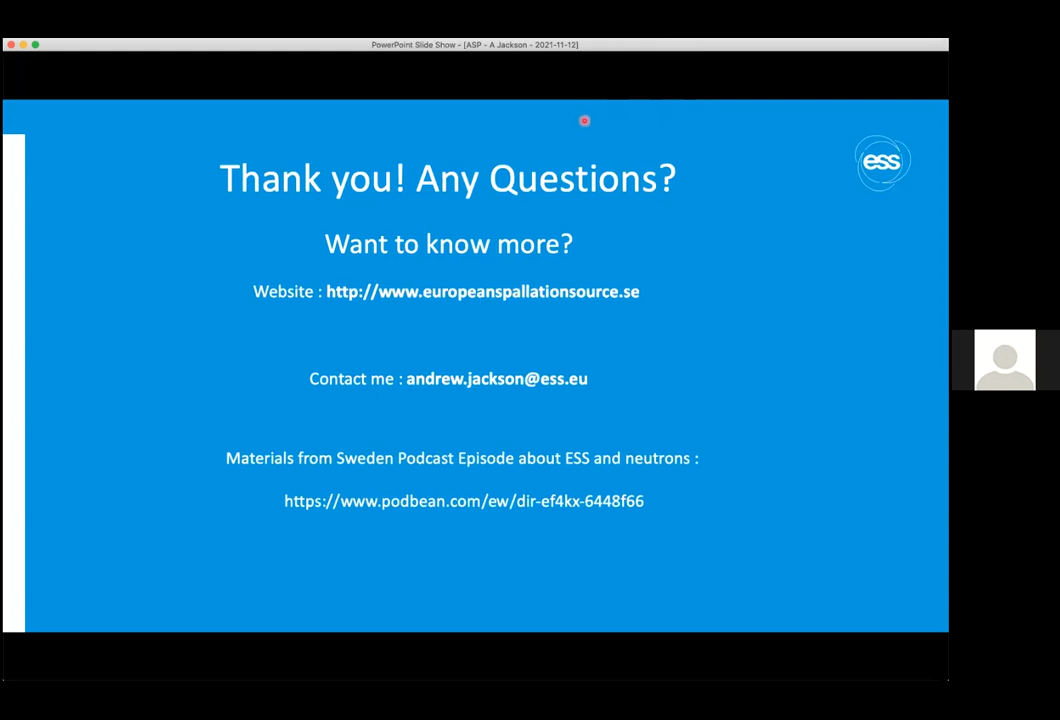 PowerPoint Slide Show - [ASP - A Jackson - 2021-11-12]
ess
Thank you! Any Questions?
Want to know more?
Website : http://www.europeanspallationsource.se
Contact me : andrew.jackson@ess.eu
Materials from Sweden Podcast Episode about ESS and neutrons :
https://www.podbean.com/ew/dir-ef4kx-6448f66